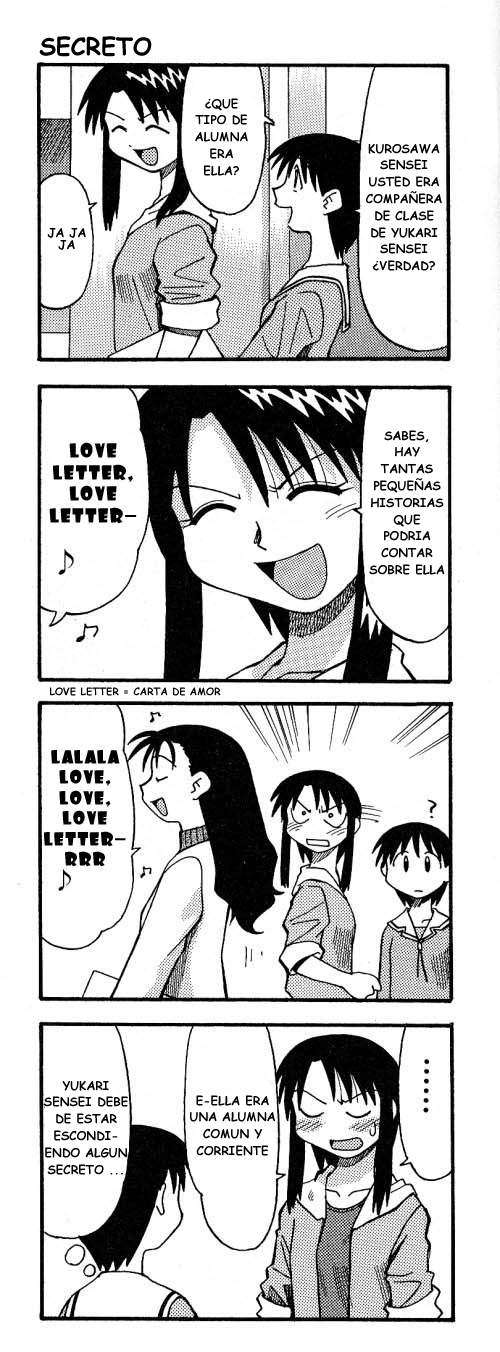 SECRETO
KUROSAWA
SENSEI
USTED ERA
COMPAÑERA
DE CLASE
DE YUKARI
SENSEI
¿VERDAD?
¿QUE
TIPO DE
ALUMNA
ERA
ELLA?
JA JA
JA
SABES,
HAY
TANTAS
PEQUEÑAS
HISTORIAS
QUE
PODRIA
CONTAR
SOBRE ELLA
LOVE
LETTER,
LOVE
LETTER–
LOVE LETTER = CARTA DE AMOR
LALALA
LOVE,
LOVE,
LOVE
LETTER–
RRR
?
.....
E-ELLA ERA
UNA ALUMNA
COMUN Y
CORRIENTE
YUKARI
SENSEI DEBE
DE ESTAR
ESCONDI-
ENDO ALGUN
SECRETO ...